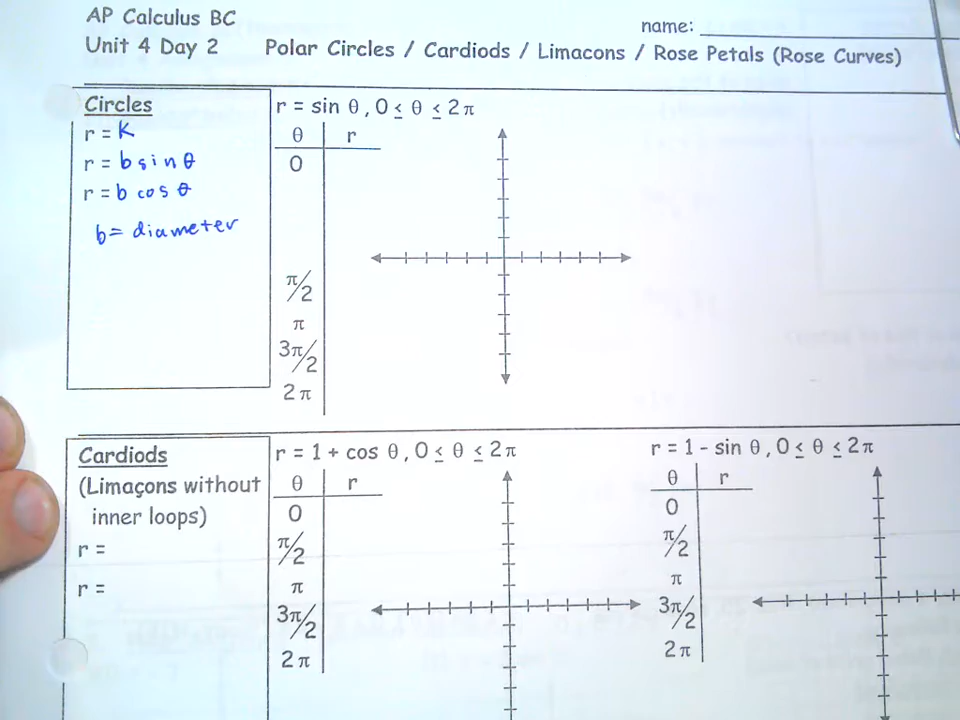 AP Calculus BC
name:
Unit 4 Day 2 Polar Circles / Cardiods / Limacons / Rose Petals (Rose Curves)
Circles
r = K
r = b sin θ
r = b cos θ
b = diameter
r = sin θ, 0 ≤ θ ≤ 2π
θ r
0
π/2
π
3π/2
2π
Cardiods
(Limaçons without
inner loops)
r =
r =
r = 1 + cos θ, 0 ≤ θ ≤ 2π
θ r
0
π/2
π
3π/2
2π
r = 1 - sin θ, 0 ≤ θ ≤ 2π
θ r
0
π/2
π
3π/2
2π